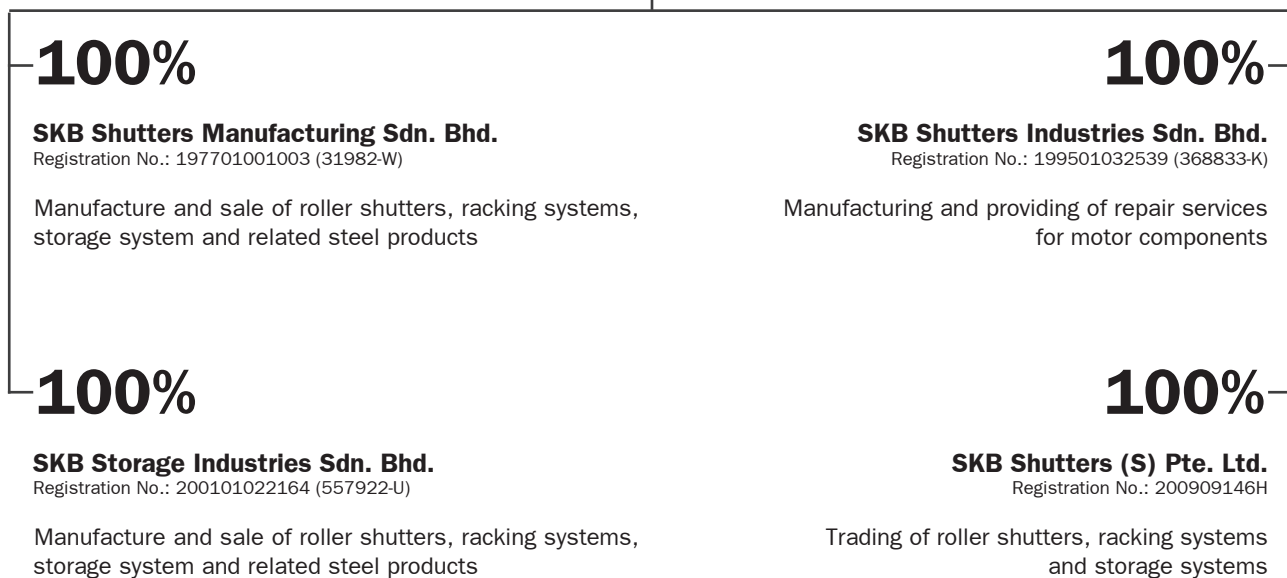 100%
SKB Shutters Manufacturing Sdn. Bhd.
Registration No.: 197701001003 (31982-W)
Manufacture and sale of roller shutters, racking systems,
storage system and related steel products
100%
SKB Shutters Industries Sdn. Bhd.
Registration No.: 199501032539 (368833-K)
Manufacturing and providing of repair services
for motor components
100%
SKB Storage Industries Sdn. Bhd.
Registration No.: 200101022164 (557922-U)
Manufacture and sale of roller shutters, racking systems,
storage system and related steel products
100%
SKB Shutters (S) Pte. Ltd.
Registration No.: 200909146H
Trading of roller shutters, racking systems
and storage systems